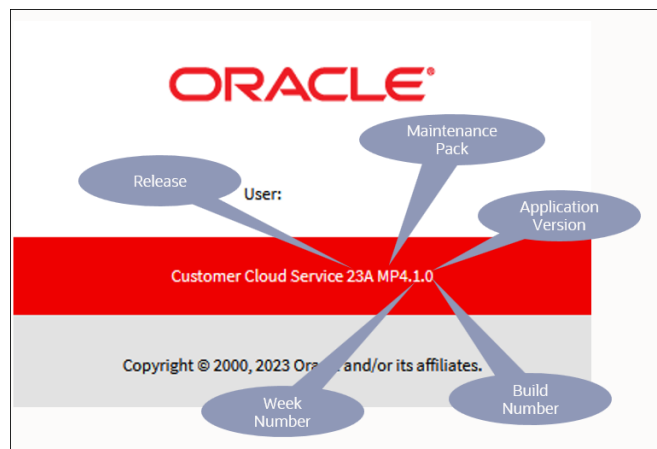 ORACLE®
Maintenance
Pack
Release
User:
Application
Version
Customer Cloud Service 23A MP4.1.0
Copyright © 2000, 2023 Ora and/or its affiliates.
Week
Number
Build
Number